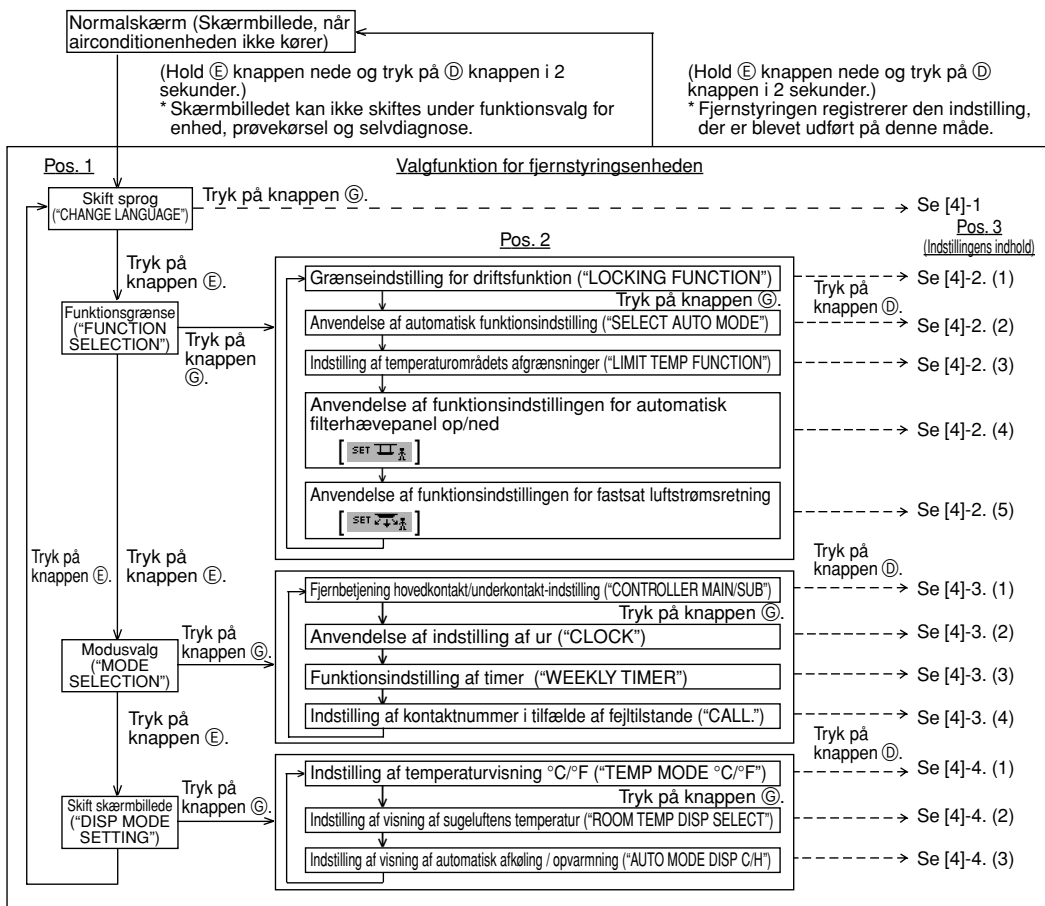 Normalskærm (Skærmbillede, når
airconditionenheden ikke kører)
(Hold Ⓔ knappen nede og tryk på Ⓓ knappen i 2
sekunder.)
* Skærmbilledet kan ikke skiftes under funktionsvalg for
enhed, prøvekørsel og selvdiagnose.
(Hold Ⓔ knappen nede og tryk på Ⓓ
knappen i 2 sekunder.)
* Fjernstyringen registrerer den indstilling,
der er blevet udført på denne måde.
Pos. 1
Valgfunktion for fjernstyringsenheden
Skift sprog
(“CHANGE LANGUAGE”)
Tryk på knappen Ⓖ.
Se [4]-1
Pos. 2
Pos. 3
(Indstillingens indhold)
Tryk på
knappen Ⓔ.
Funktionsgrænse
(“FUNCTION
SELECTION”)
Tryk på
knappen
Ⓖ.
Grænseindstilling for driftsfunktion (“LOCKING FUNCTION”)
Se [4]-2. (1)
Tryk på knappen Ⓖ.
Tryk på
knappen Ⓓ.
Anvendelse af automatisk funktionsindstilling (“SELECT AUTO MODE”)
Se [4]-2. (2)
Indstilling af temperaturområdets afgrænsninger (“LIMIT TEMP FUNCTION”)
Se [4]-2. (3)
Anvendelse af funktionsindstillingen for automatisk
filterhævepanel op/ned
[SET]
Se [4]-2. (4)
Anvendelse af funktionsindstillingen for fastsat luftstrømsretning
[SET]
Se [4]-2. (5)
Tryk på
knappen Ⓔ.
Tryk på
knappen Ⓔ.
Tryk på
knappen Ⓓ.
Fjernbetjening hovedkontakt/underkontakt-indstilling (“CONTROLLER MAIN/SUB”)
Se [4]-3. (1)
Tryk på knappen Ⓖ.
Modusvalg
(“MODE
SELECTION”)
Tryk på
knappen Ⓖ.
Anvendelse af indstilling af ur (“CLOCK”)
Se [4]-3. (2)
Funktionsindstilling af timer (“WEEKLY TIMER”)
Se [4]-3. (3)
Indstilling af kontaktnummer i tilfælde af fejltilstande (“CALL.”)
Se [4]-3. (4)
Tryk på
knappen Ⓔ.
Tryk på
knappen Ⓓ.
Skift skærmbillede
(“DISP MODE
SETTING”)
Tryk på
knappen Ⓖ.
Indstilling af temperaturvisning °C/°F (“TEMP MODE °C/°F”)
Se [4]-4. (1)
Tryk på knappen Ⓖ.
Indstilling af visning af sugeluftens temperatur (“ROOM TEMP DISP SELECT”)
Se [4]-4. (2)
Indstilling af visning af automatisk afkøling / opvarmning (“AUTO MODE DISP C/H”)
Se [4]-4. (3)